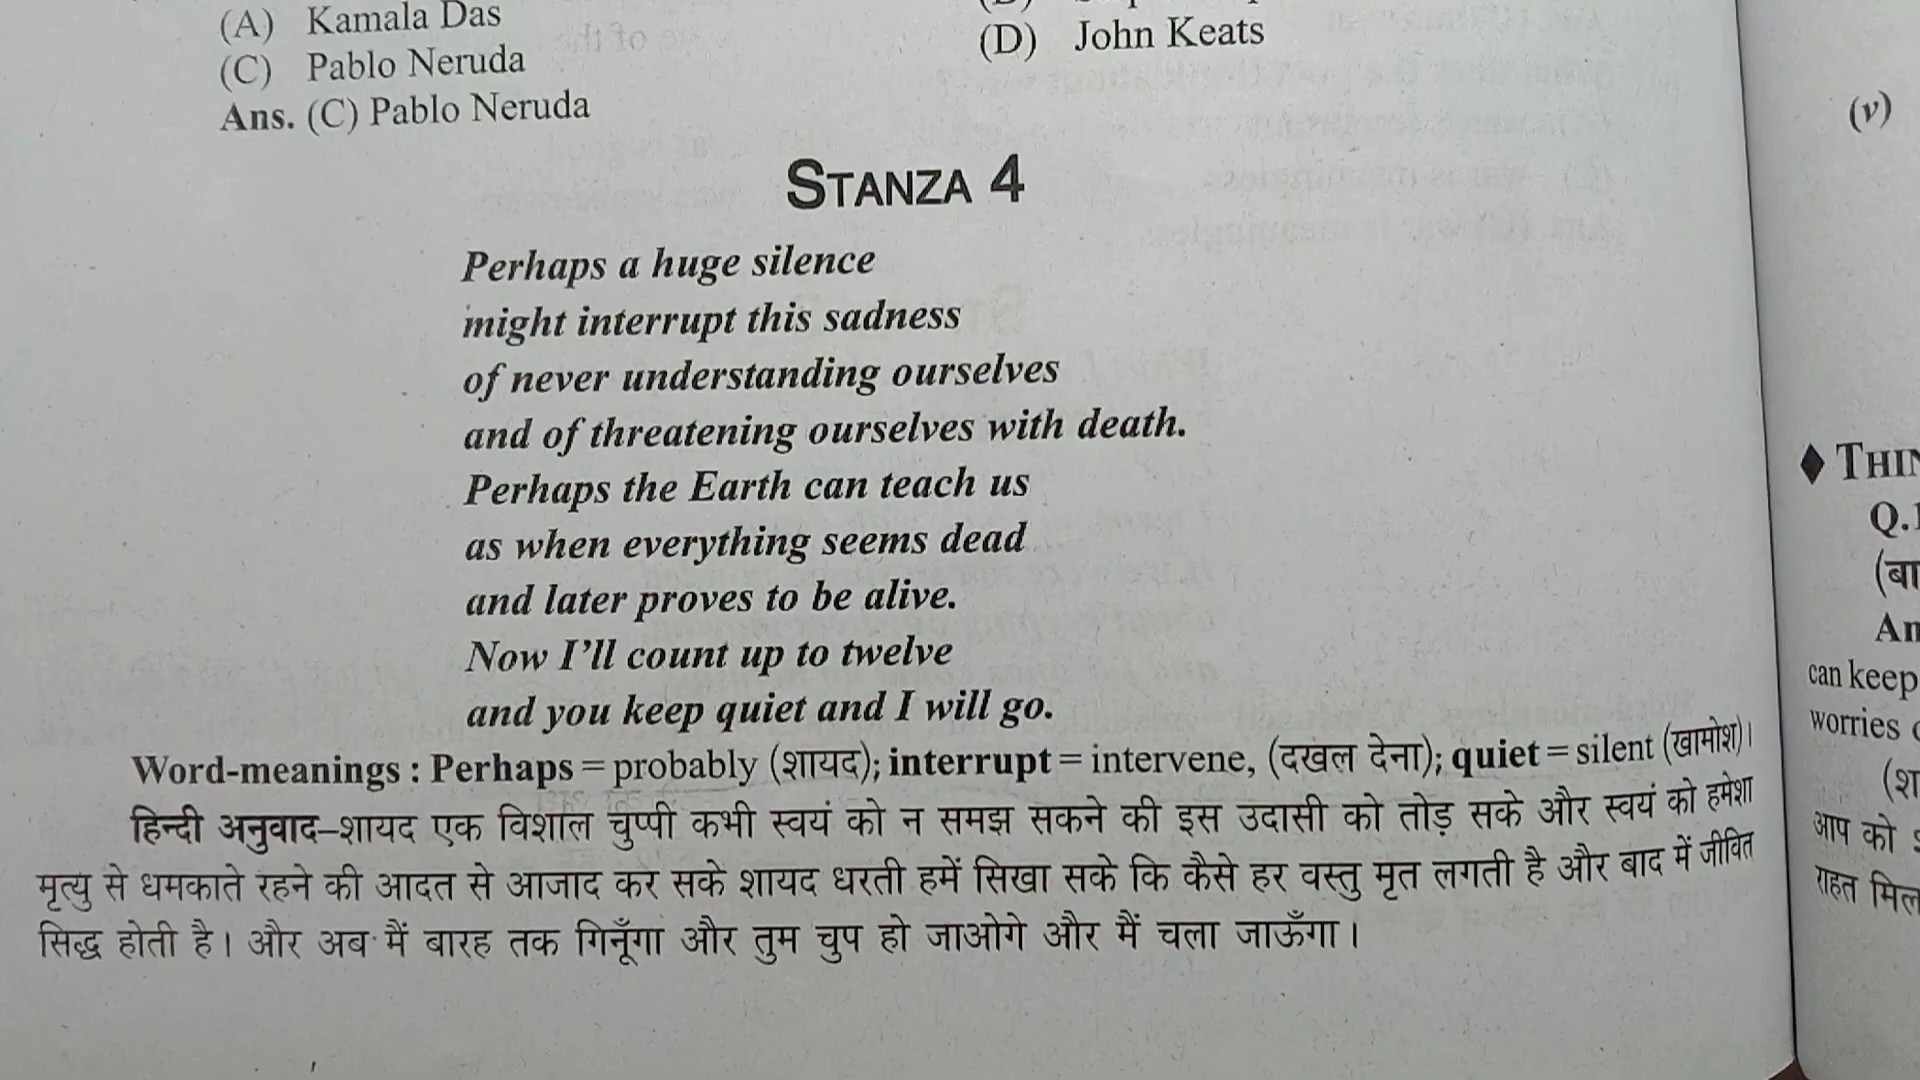 (A) Kamala Das
(D) John Keats
(C) Pablo Neruda
Ans. (C) Pablo Neruda
STANZA 4
Perhaps a huge silence
might interrupt this sadness
of never understanding ourselves
and of threatening ourselves with death.
Perhaps the Earth can teach us
as when everything seems dead
and later proves to be alive.
Now I'll count up to twelve
and you keep quiet and I will go.
Word-meanings : Perhaps = probably (शायद); interrupt = intervene, (दखल देना); quiet = silent (खामोश)।
हिन्दी अनुवाद–शायद एक विशाल चुप्पी कभी स्वयं को न समझ सकने की इस उदासी को तोड़ सके और स्वयं को हमेशा
मृत्यु से धमकाते रहने की आदत से आजाद कर सके शायद धरती हमें सिखा सके कि कैसे हर वस्तु मृत लगती है और बाद में जीवित
सिद्ध होती है। और अब मैं बारह तक गिनूँगा और तुम चुप हो जाओगे और मैं चला जाऊँगा।
(v)
♦ THIN
Q.1
(बा
An
can keep
worries
(श
आप को
राहत मिल